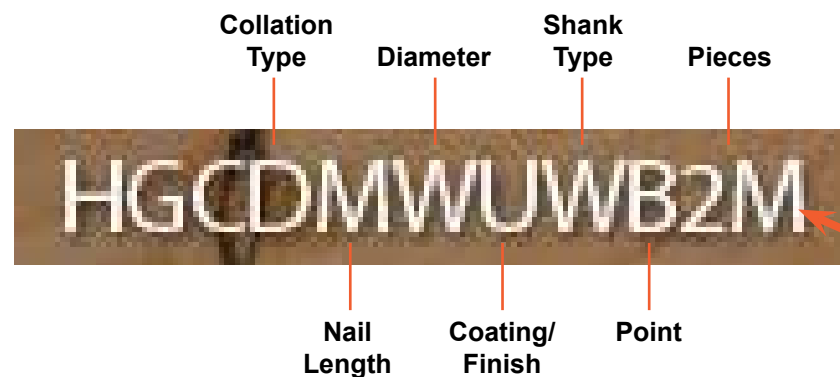 Collation Type
Diameter
Shank Type
Pieces
HGCDMWUWB2M
Nail Length
Coating/ Finish
Point